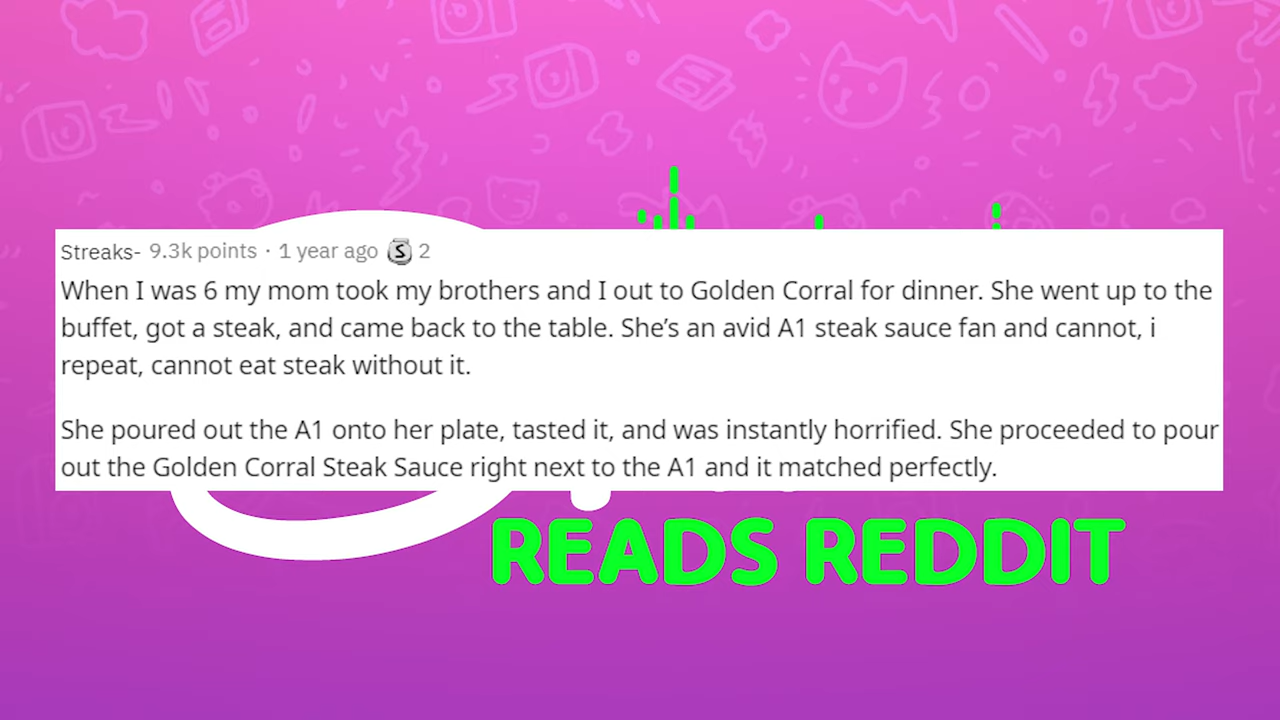 Streaks- 9.3k points · 1 year ago S 2
When I was 6 my mom took my brothers and I out to Golden Corral for dinner. She went up to the
buffet, got a steak, and came back to the table. She’s an avid A1 steak sauce fan and cannot, i
repeat, cannot eat steak without it.
She poured out the A1 onto her plate, tasted it, and was instantly horrified. She proceeded to pour
out the Golden Corral Steak Sauce right next to the A1 and it matched perfectly.
READS REDDIT